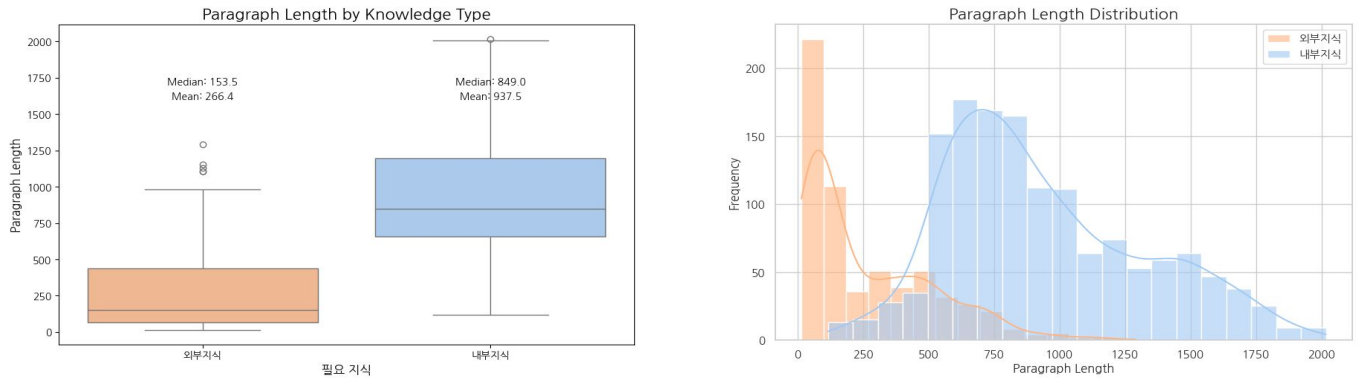 Paragraph Length by Knowledge Type
Paragraph Length
2000
1750
1500
1250
1000
750
500
250
0
Median: 153.5
Mean: 266.4
Median: 849.0
Mean: 937.5
외부지식
내부지식
필요 지식
Paragraph Length Distribution
외부지식
내부지식
Frequency
200
150
100
50
0
0
250
500
750
1000
1250
1500
1750
2000
Paragraph Length